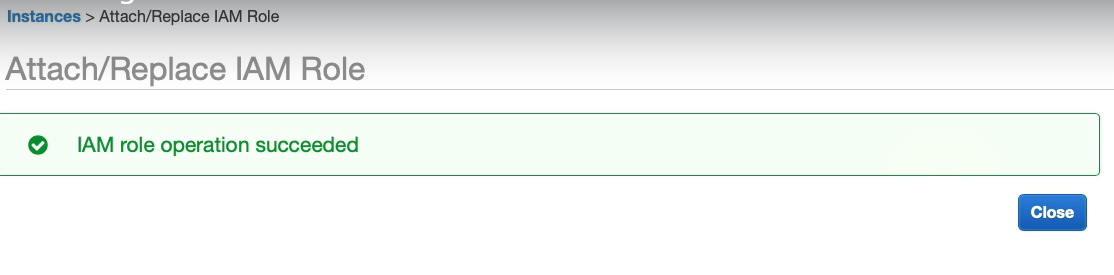 Instances > Attach/Replace IAM Role
Attach/Replace IAM Role
IAM role operation succeeded
Close